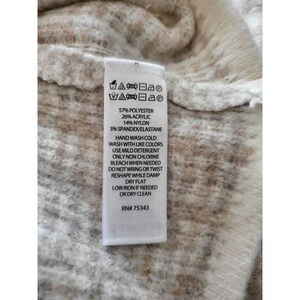 57% POLYESTER
26% ACRYLIC
14% NYLON
3% SPANDEX/ELASTANE
HAND WASH COLD
WASH WITH LIKE COLORS
USE MILD DETERGENT
ONLY NON CHLORINE
BLEACH WHEN NEEDED
DO NOT WRING OR TWIST
RESHAPE WHILE DAMP
DRY FLAT
LOW IRON IF NEEDED
OR DRY CLEAN
RN# 75343